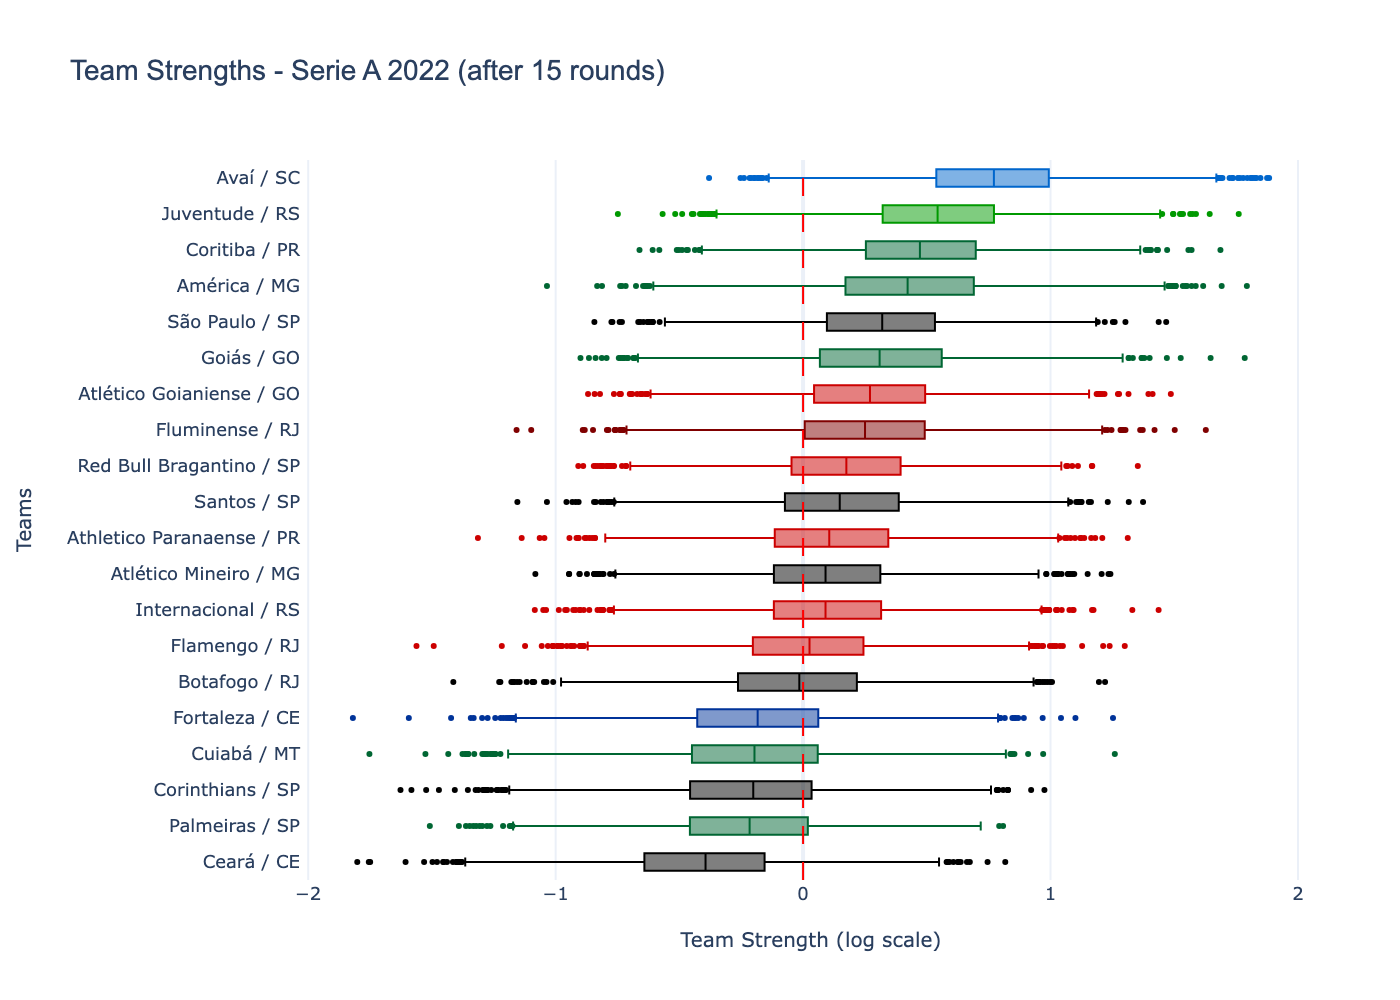 Team Strengths - Serie A 2022 (after 15 rounds)
Teams
Avaí / SC
Juventude / RS
Coritiba / PR
América / MG
São Paulo / SP
Goiás / GO
Atlético Goianiense / GO
Fluminense / RJ
Red Bull Bragantino / SP
Santos / SP
Athletico Paranaense / PR
Atlético Mineiro / MG
Internacional / RS
Flamengo / RJ
Botafogo / RJ
Fortaleza / CE
Cuiabá / MT
Corinthians / SP
Palmeiras / SP
Ceará / CE
−2 −1 0 1 2
Team Strength (log scale)